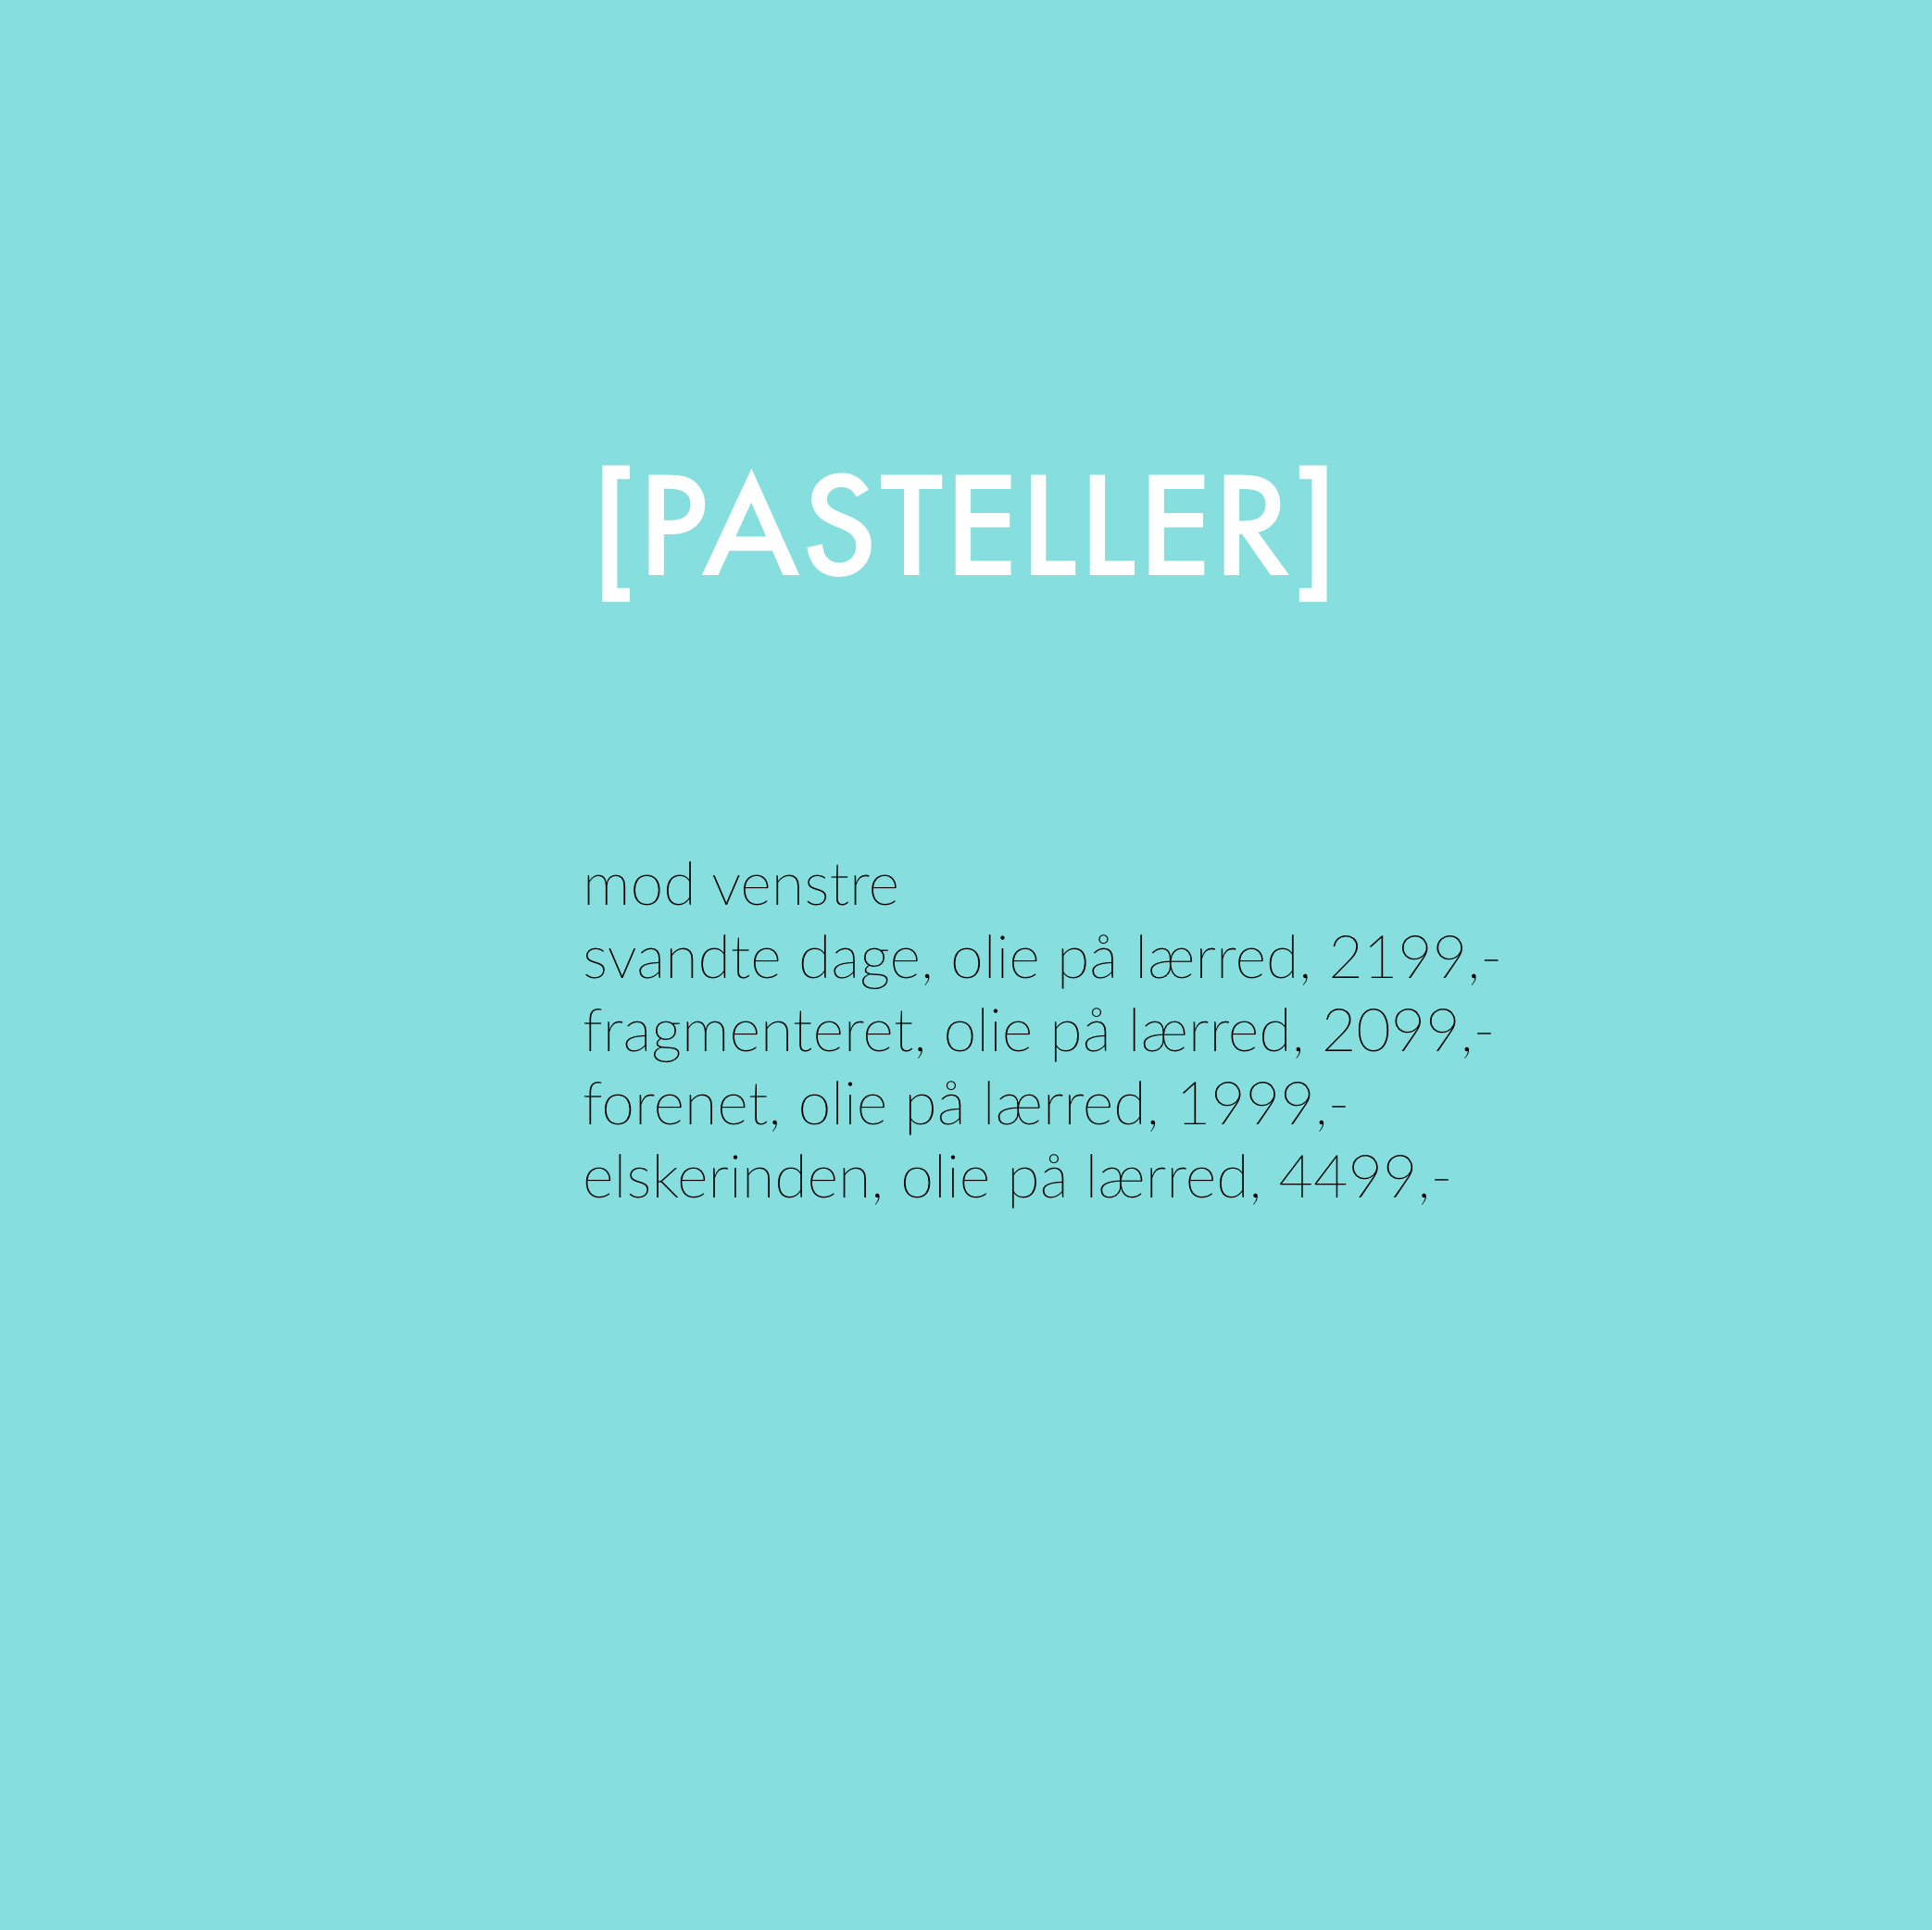 [PASTELLER]
mod venstre
svandte dage, olie på lærred, 2199,-
fragmenteret, olie på lærred, 2099,-
forenet, olie på lærred, 1999,-
elskerinden, olie på lærred, 4499,-